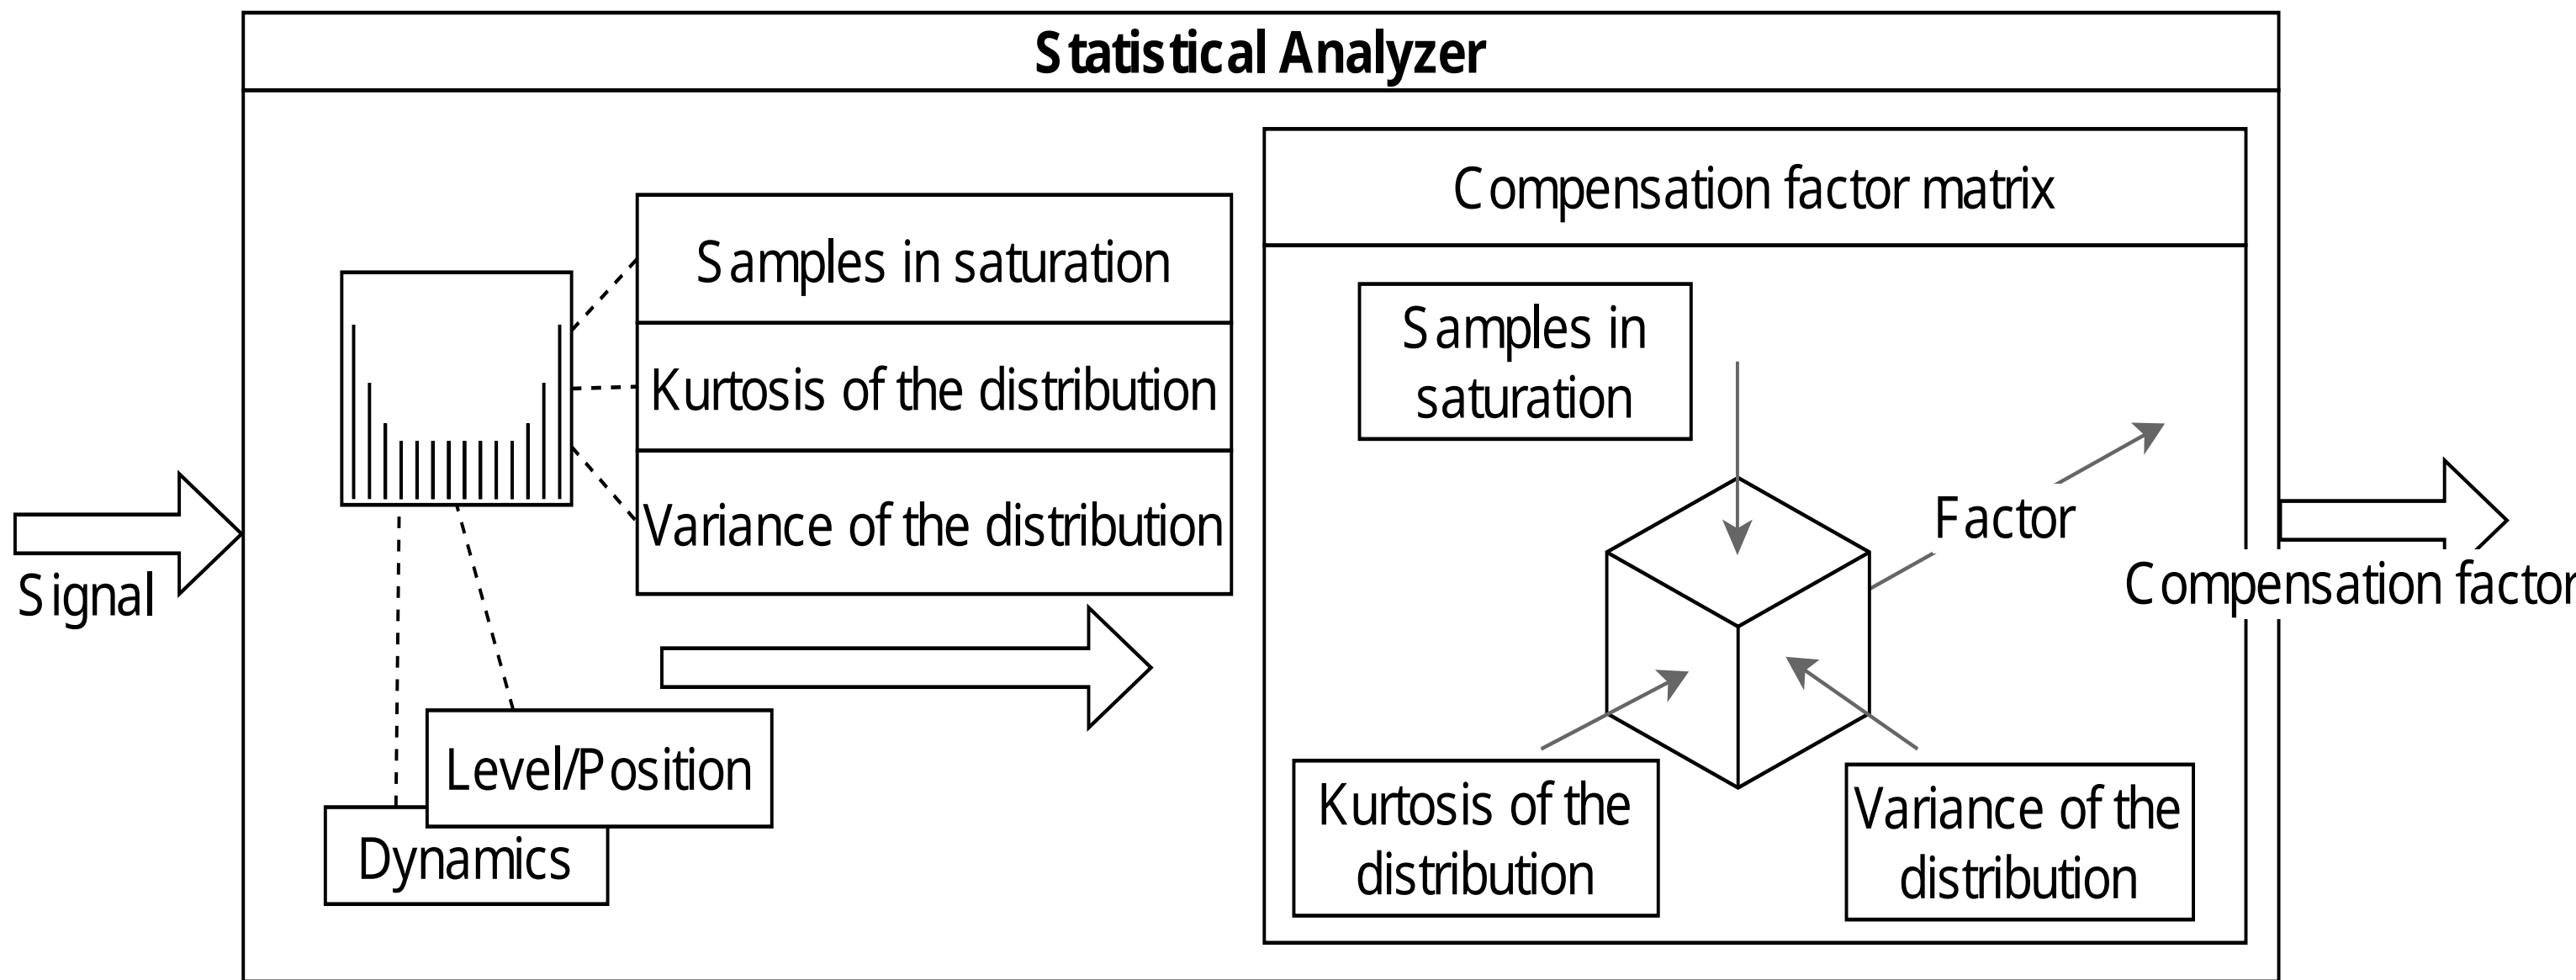 Statistical Analyzer
Signal
Samples in saturation
Kurtosis of the distribution
Variance of the distribution
Level/Position
Dynamics
Compensation factor matrix
Samples in
saturation
Factor
Kurtosis of the
distribution
Variance of the
distribution
Compensation factor